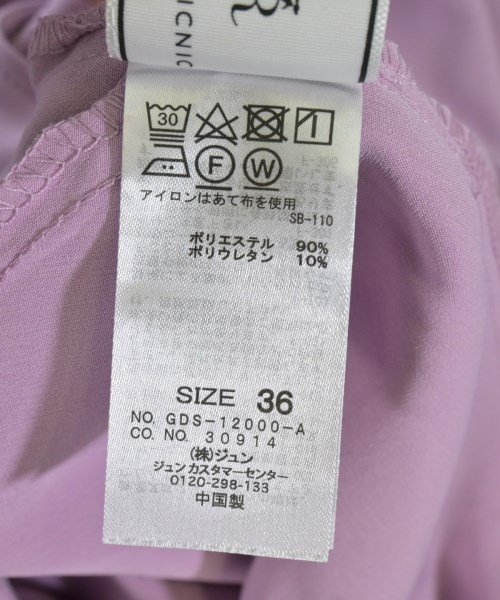 R
ICNIC
30
F W
アイロンはあて布を使用
SB-110
ポリエステル 90%
ポリウレタン 10%
SIZE 36
NO. GDS-12000-A
CO. NO. 30914
(株)ジュン
ジュン カスタマーセンター
0120-298-133
中国製